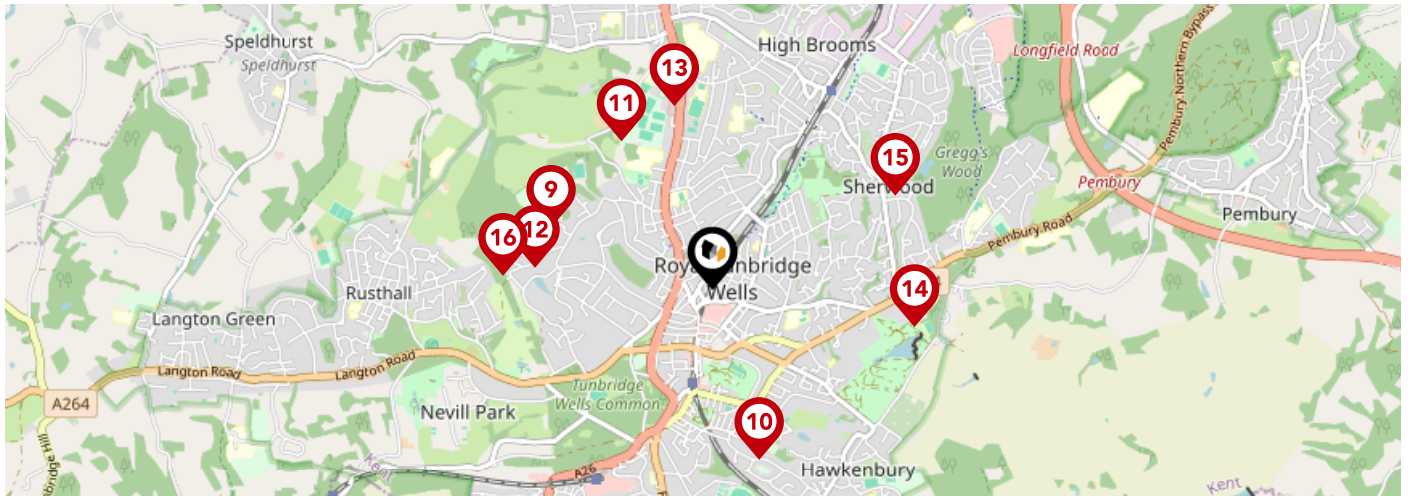 Speldhurst
Speldhurst
High Brooms
Longfield Road
Pembury Northern Bypass
13
11
15
Gregg's
Wood
Sherwood
Pembury
Pembury
9
Pembury Road
16
12
Royal Tunbridge
Wells
14
Rusthall
Langton Green
Langton Road
Langton Road
A264
Tunbridge
Wells Common
Nevill Park
10
Hawkenbury
A26
Kent
Kent